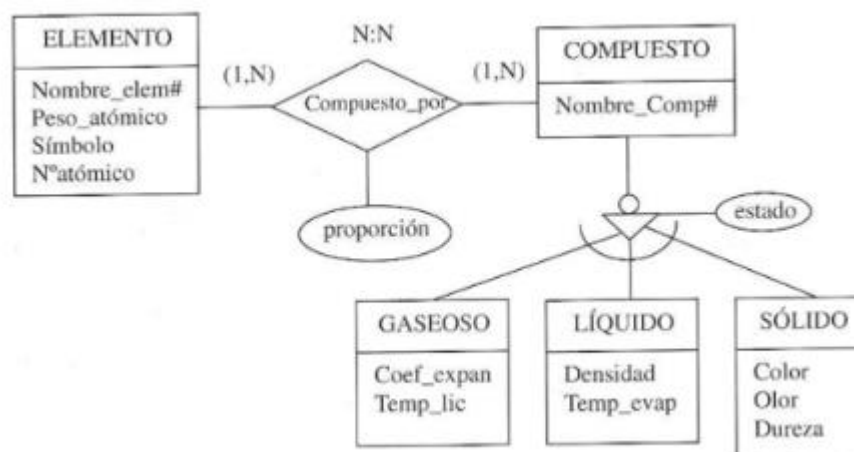 ELEMENTO
Nombre_elem#
Peso_atómico
Símbolo
Nºatómico
(1,N)
N:N
Compuesto_por
(1,N)
proporción
COMPUESTO
Nombre_Comp#
estado
GASEOSO
Coef_expan
Temp_lic
LÍQUIDO
Densidad
Temp_evap
SÓLIDO
Color
Olor
Dureza